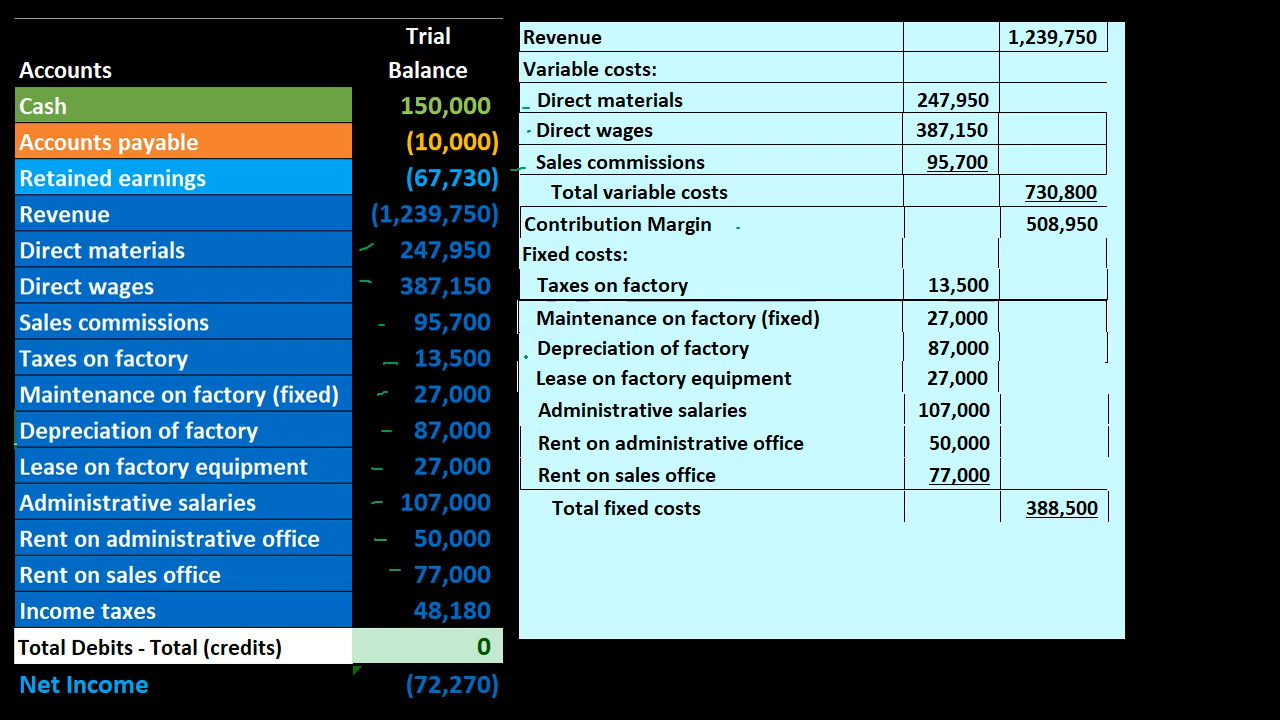 Trial
Accounts Balance
Cash 150,000
Accounts payable (10,000)
Retained earnings (67,730)
Revenue (1,239,750)
Direct materials 247,950
Direct wages 387,150
Sales commissions 95,700
Taxes on factory 13,500
Maintenance on factory (fixed) 27,000
Depreciation of factory 87,000
Lease on factory equipment 27,000
Administrative salaries 107,000
Rent on administrative office 50,000
Rent on sales office 77,000
Income taxes 48,180
Total Debits - Total (credits) 0
Net Income (72,270)
Revenue 1,239,750
Variable costs:
Direct materials 247,950
Direct wages 387,150
Sales commissions 95,700
Total variable costs 730,800
Contribution Margin 508,950
Fixed costs:
Taxes on factory 13,500
Maintenance on factory (fixed) 27,000
Depreciation of factory 87,000
Lease on factory equipment 27,000
Administrative salaries 107,000
Rent on administrative office 50,000
Rent on sales office 77,000
Total fixed costs 388,500